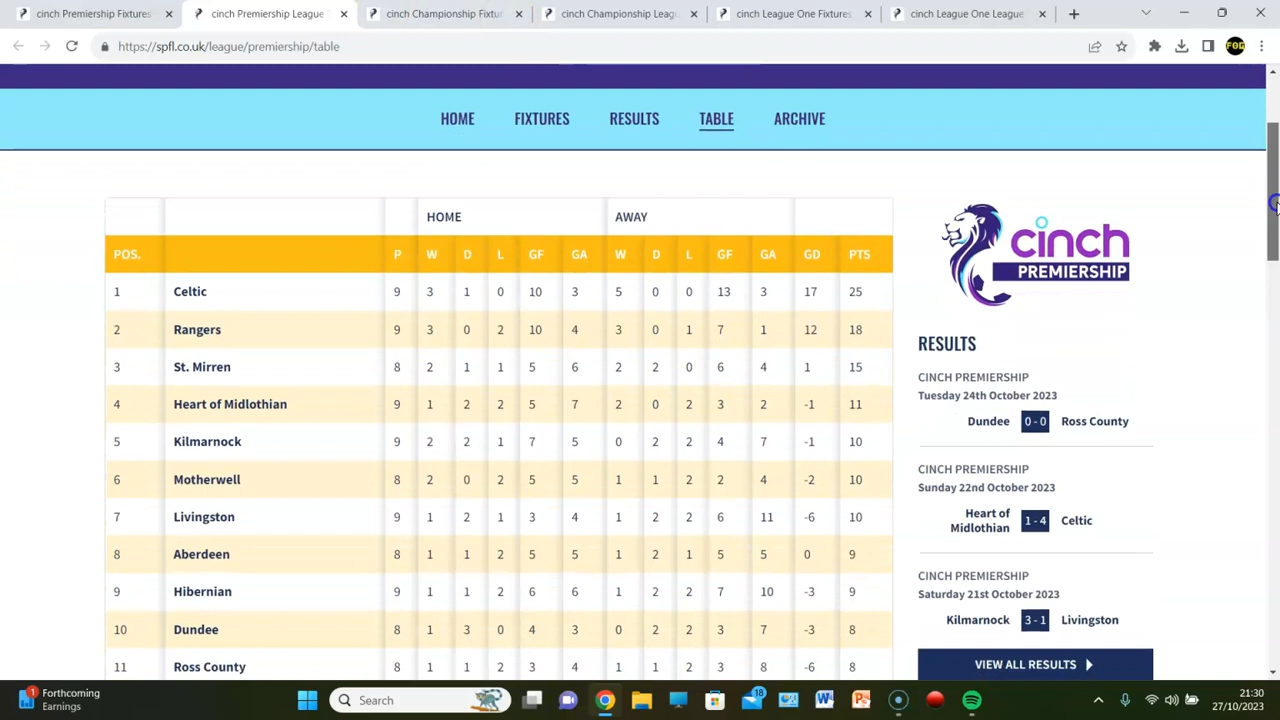 cinch Premiership Fixtures
cinch Premiership League T
cinch Championship Fixtu
cinch Championship Leagu
cinch League One Fixtures
cinch League One League
https://spfl.co.uk/league/premiership/table
HOME FIXTURES RESULTS TABLE ARCHIVE
HOME AWAY
POS. P W D L GF GA W D L GF GA GD PTS
1 Celtic 9 3 1 0 10 3 5 0 0 13 3 17 25
2 Rangers 9 3 0 2 10 4 3 0 1 7 1 12 18
3 St. Mirren 8 2 1 1 5 6 2 2 0 6 4 1 15
4 Heart of Midlothian 9 1 2 2 5 7 2 0 2 3 2 -1 11
5 Kilmarnock 9 2 2 1 7 5 0 2 2 4 7 -1 10
6 Motherwell 8 2 0 2 5 5 1 1 2 2 4 -2 10
7 Livingston 9 1 2 1 3 4 1 2 2 6 11 -6 10
8 Aberdeen 8 1 1 2 5 5 1 2 1 5 5 0 9
9 Hibernian 9 1 1 2 6 6 1 2 2 7 10 -3 9
10 Dundee 8 1 3 0 4 3 0 2 2 3 7 -3 8
11 Ross County 8 1 1 2 3 4 1 1 2 3 8 -6 8
cinch
PREMIERSHIP
RESULTS
CINCH PREMIERSHIP
Tuesday 24th October 2023
Dundee 0 - 0 Ross County
CINCH PREMIERSHIP
Sunday 22nd October 2023
Heart of
Midlothian 1 - 4 Celtic
CINCH PREMIERSHIP
Saturday 21st October 2023
Kilmarnock 3 - 1 Livingston
VIEW ALL RESULTS
1 Forthcoming
Earnings
Search
18
21:30
27/10/2023